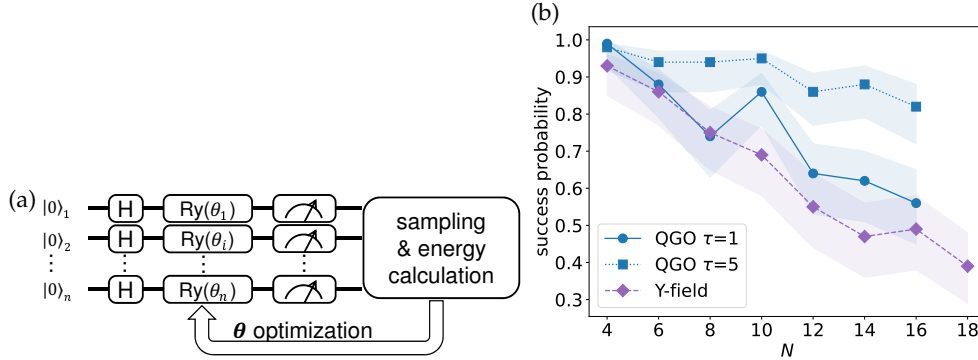 (a)
|0⟩₁ H Ry(θ₁)
|0⟩₂ H Ry(θᵢ)
|0⟩ₙ H Ry(θₙ)
sampling
& energy
calculation
θ optimization
(b)
success probability
1.0
0.9
0.8
0.7
0.6
0.5
0.4
0.3
QGO τ=1
QGO τ=5
Y-field
4 6 8 10 12 14 16 18
N